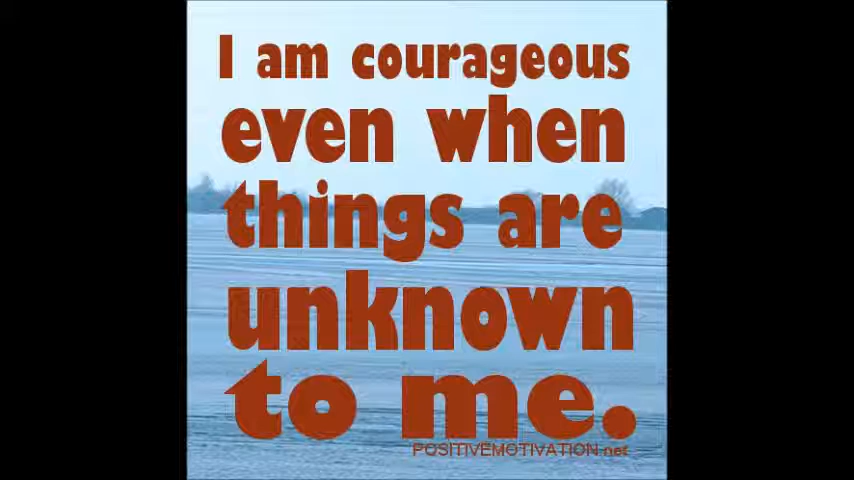 I am courageous
even when
things are
unknown
to me.
POSITIVEMOTIVATION.net